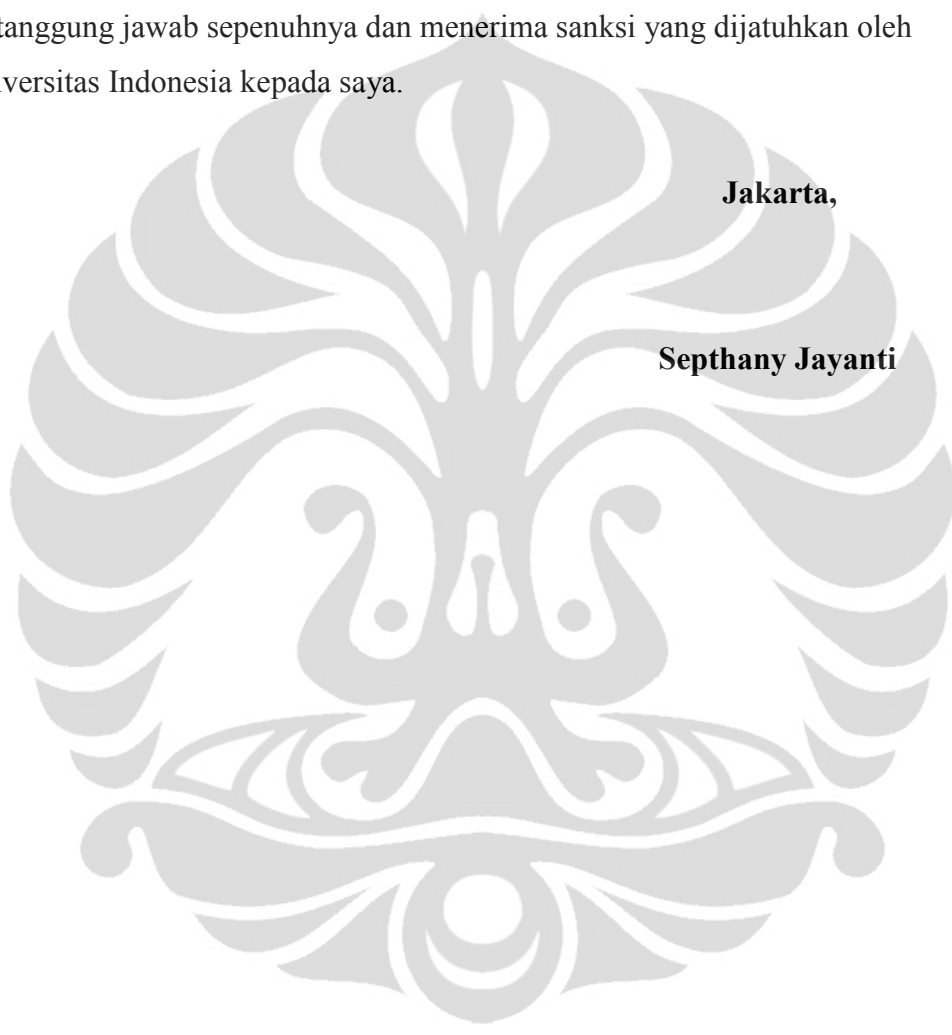 tanggung jawab sepenuhnya dan menerima sanksi yang dijatuhkan oleh
versitas Indonesia kepada saya.
Jakarta,
Septhany Jayanti